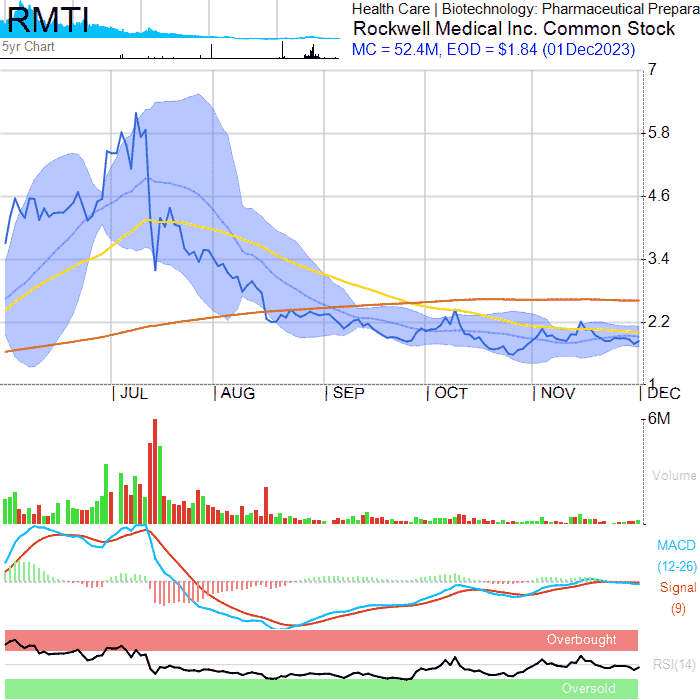 RMTI
5yr Chart
Health Care | Biotechnology: Pharmaceutical Prepara
Rockwell Medical Inc. Common Stock
MC = 52.4M, EOD = $1.84 (01Dec2023)
7
5.8
4.6
3.4
2.2
1
JUL
AUG
SEP
OCT
NOV
DEC
6M
Volume
MACD
(12-26)
Signal
(9)
Overbought
RSI(14)
Oversold